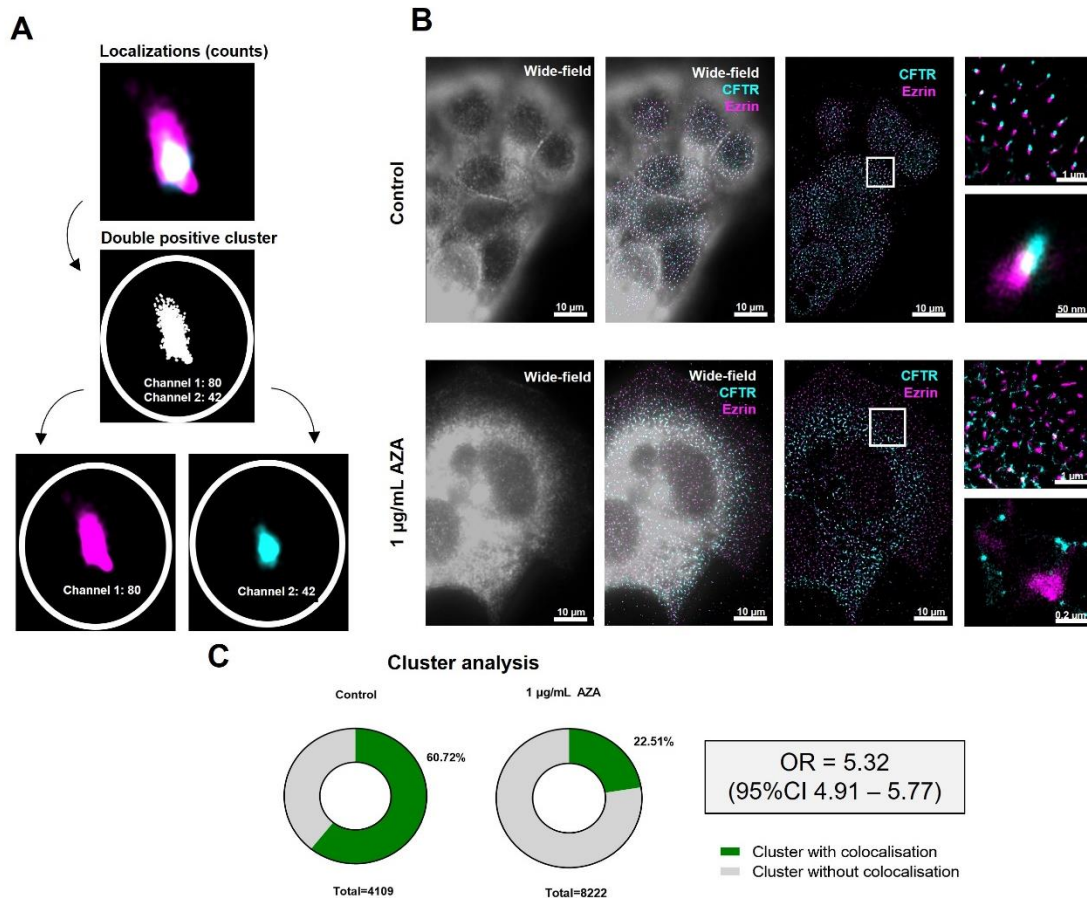 A
Localizations (counts)
Double positive cluster
Channel 1: 80
Channel 2: 42
Channel 1: 80
Channel 2: 42
B
Control
Wide-field
10 µm
Wide-field
CFTR
Ezrin
10 µm
CFTR
Ezrin
10 µm
1 µm
50 nm
1 µg/mL AZA
Wide-field
10 µm
Wide-field
CFTR
Ezrin
10 µm
CFTR
Ezrin
10 µm
1 µm
0.2 µm
C
Cluster analysis
Control
60.72%
Total=4109
1 µg/mL AZA
22.51%
Total=8222
OR = 5.32
(95%CI 4.91 – 5.77)
Cluster with colocalisation
Cluster without colocalisation